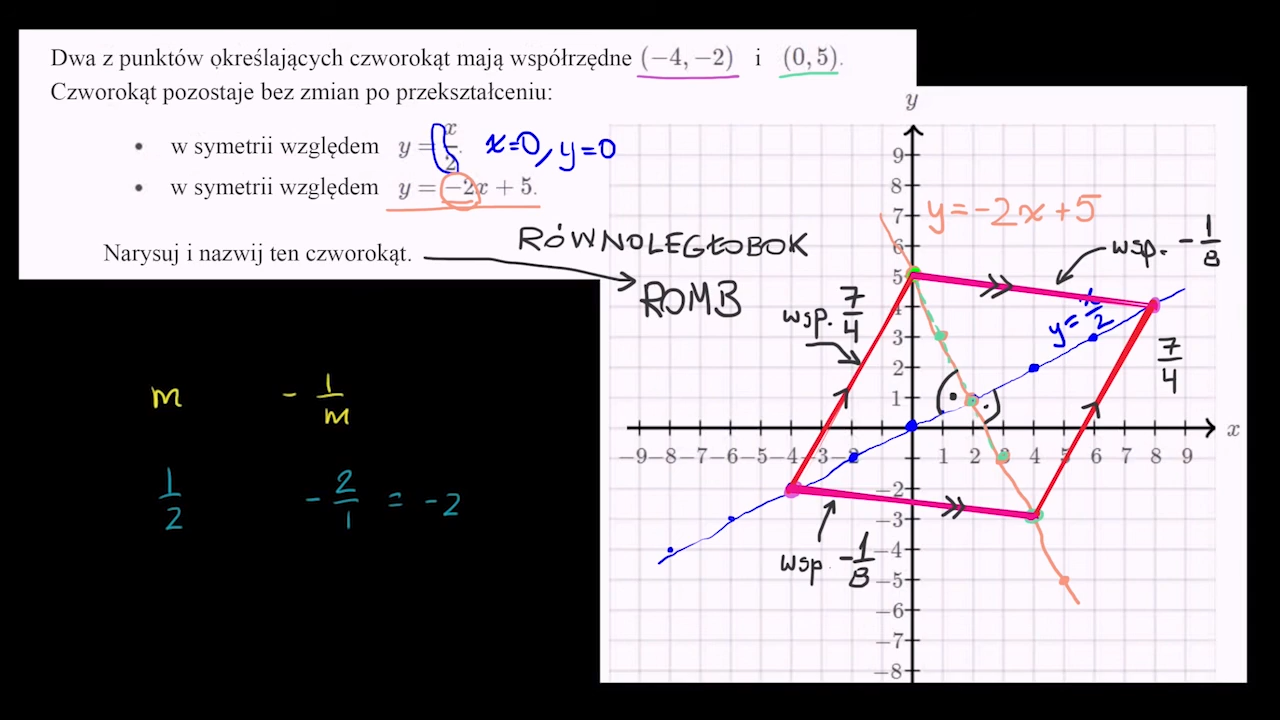 Dwa z punktów określających czworokąt mają współrzędne (−4, −2) i (0, 5).
Czworokąt pozostaje bez zmian po przekształceniu:
• w symetrii względem y = x/2. x=0, y=0
• w symetrii względem y = −2x + 5.
Narysuj i nazwij ten czworokąt.
RÓWNOLEGŁOBOK
ROMB
m − 1/m
1/2 − 2/1 = −2
y
y=-2x+5
wsp. −1/8
wsp. 7/4
y=x/2
7/4
wsp −1/8
x
9
8
7
6
5
4
3
2
1
−9 −8 −7 −6 −5 −4 −3 −2 1 2 3 4 5 6 7 8 9
−2
−3
−4
−5
−6
−7
−8